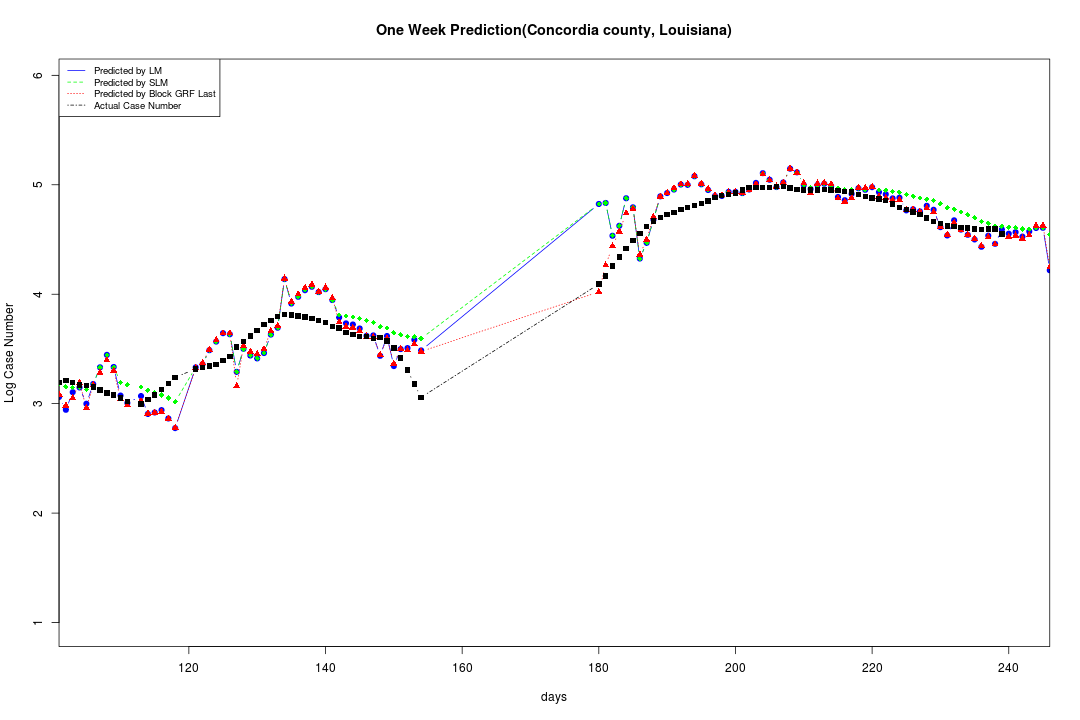 One Week Prediction(Concordia county, Louisiana)
Predicted by LM
Predicted by SLM
Predicted by Block GRF Last
Actual Case Number
Log Case Number
6
5
4
3
2
1
120 140 160 180 200 220 240
days